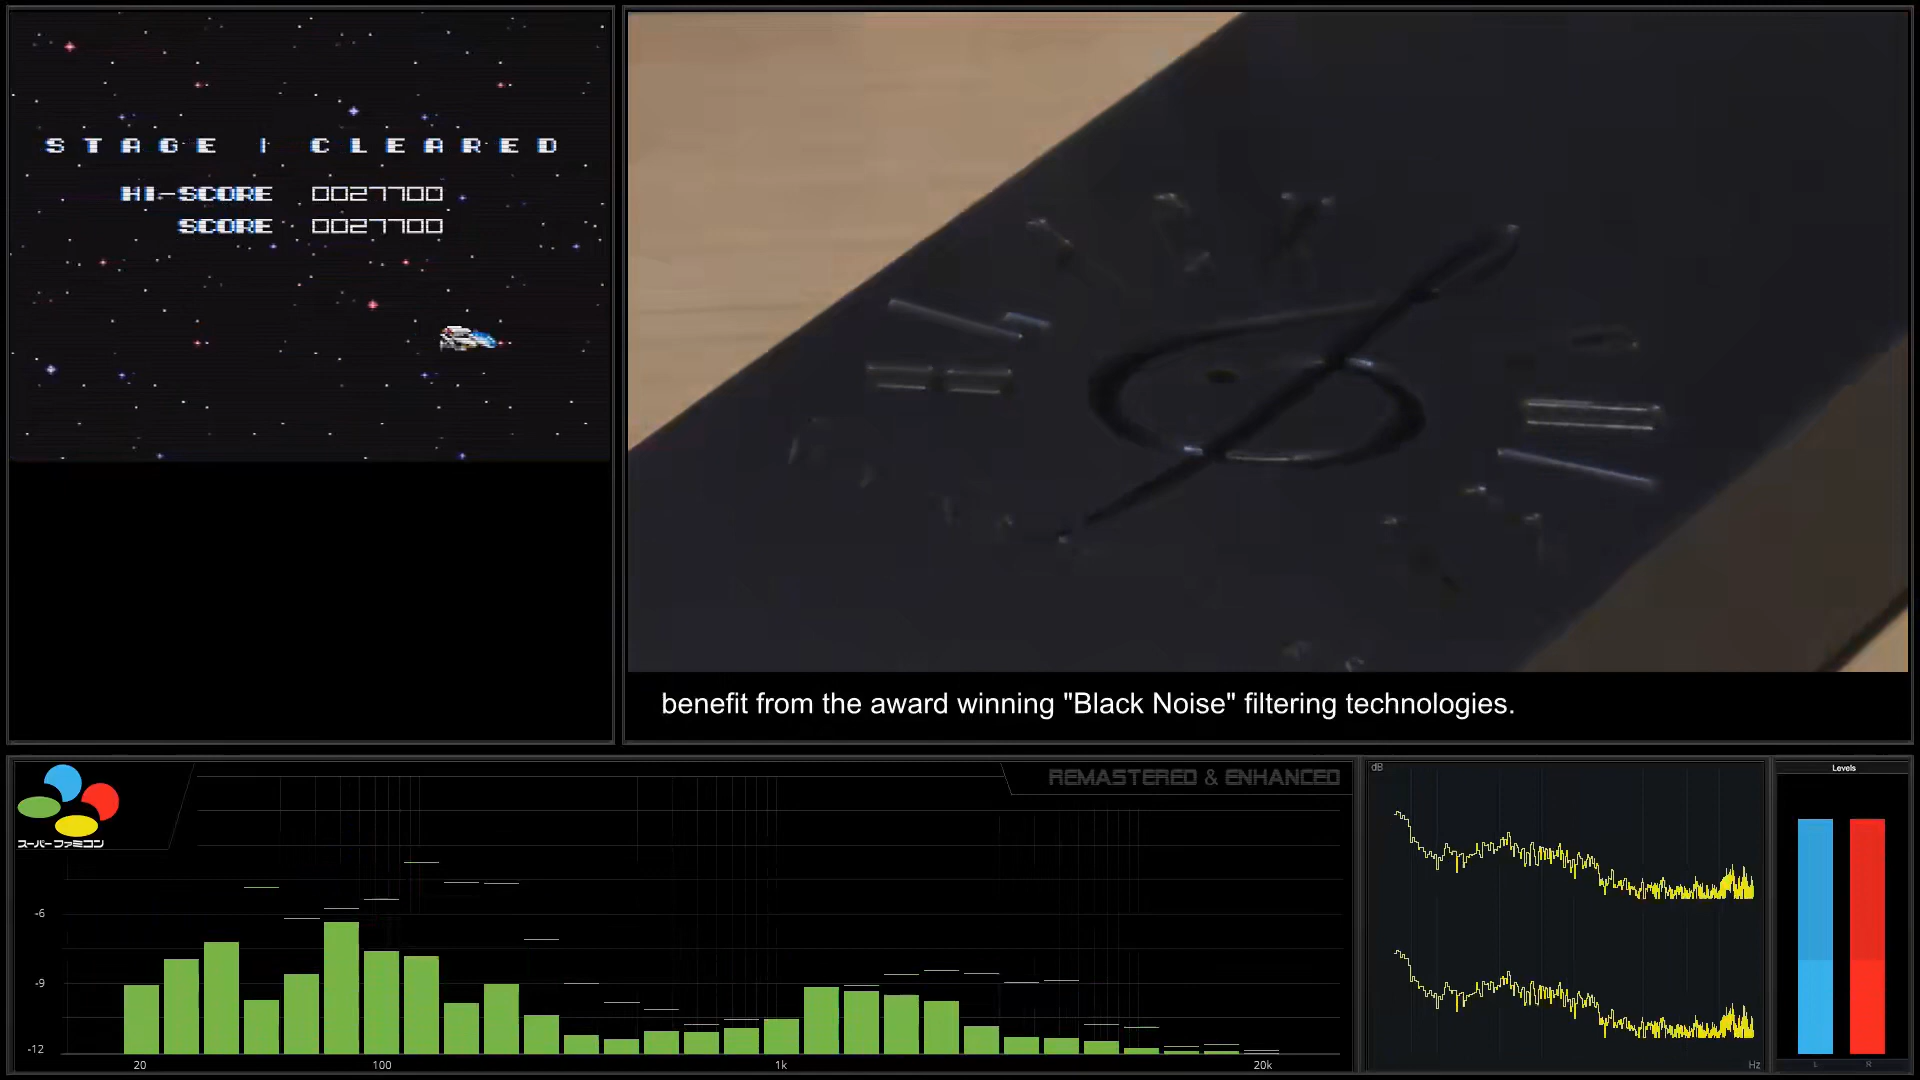 STAGE 1 CLEARED
HI-SCORE 0027700
SCORE 0027700
benefit from the award winning "Black Noise" filtering technologies.
スーパーファミコン
REMASTERED & ENHANCED
-6
-9
-12
20 100 1k 20k
dB
Hz
Levels
L R